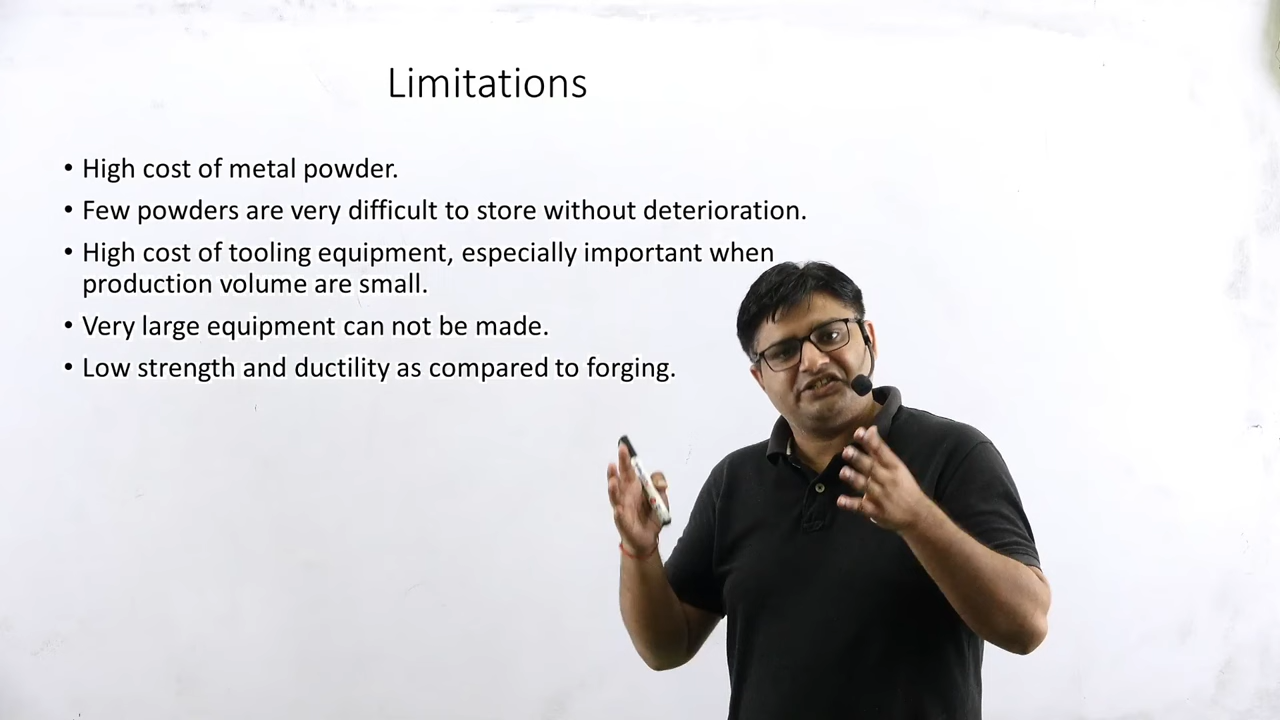 Limitations
• High cost of metal powder.
• Few powders are very difficult to store without deterioration.
• High cost of tooling equipment, especially important when
production volume are small.
• Very large equipment can not be made.
• Low strength and ductility as compared to forging.